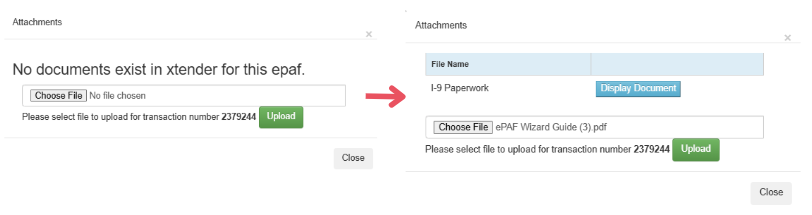 Attachments
×
No documents exist in xtender for this epaf.
Choose File No file chosen
Please select file to upload for transaction number 2379244 Upload
Close
Attachments
×
File Name
I-9 Paperwork Display Document
Choose File ePAF Wizard Guide (3).pdf
Please select file to upload for transaction number 2379244 Upload
Close